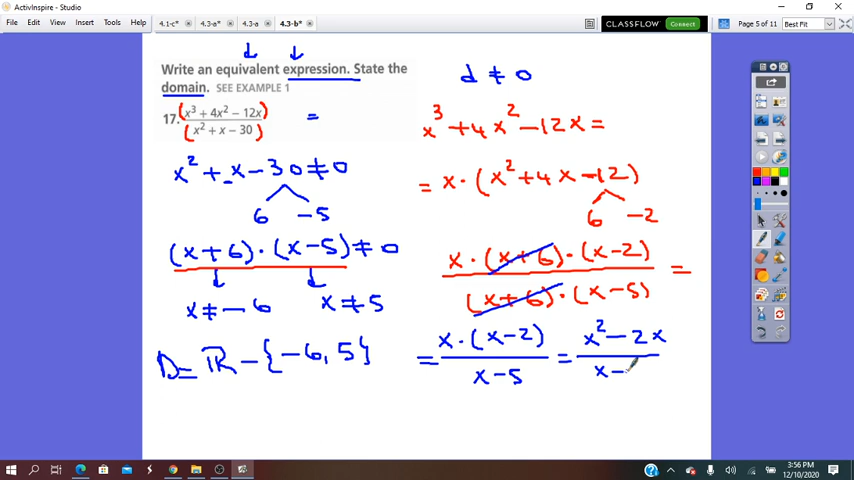 ActivInspire - Studio
File Edit View Insert Tools Help
4.1-c* 4.3-a* 4.3-a 4.3-b*
CLASSFLOW Connect
Page 5 of 11 Best Fit
Write an equivalent expression. State the
domain. SEE EXAMPLE 1
17. (x³ + 4x² − 12x) / (x² + x − 30) =
x² + x − 30 ≠ 0
6 −5
(x+6)·(x−5) ≠ 0
x ≠ −6 x ≠ 5
D = ℝ − {−6, 5}
d ≠ 0
x³ + 4x² − 12x =
= x · (x² + 4x − 12)
6 −2
x · (x+6) · (x−2) / (x+6) · (x−5) =
= x · (x−2) / x−5 = x² − 2x / x−
3:56 PM
12/10/2020